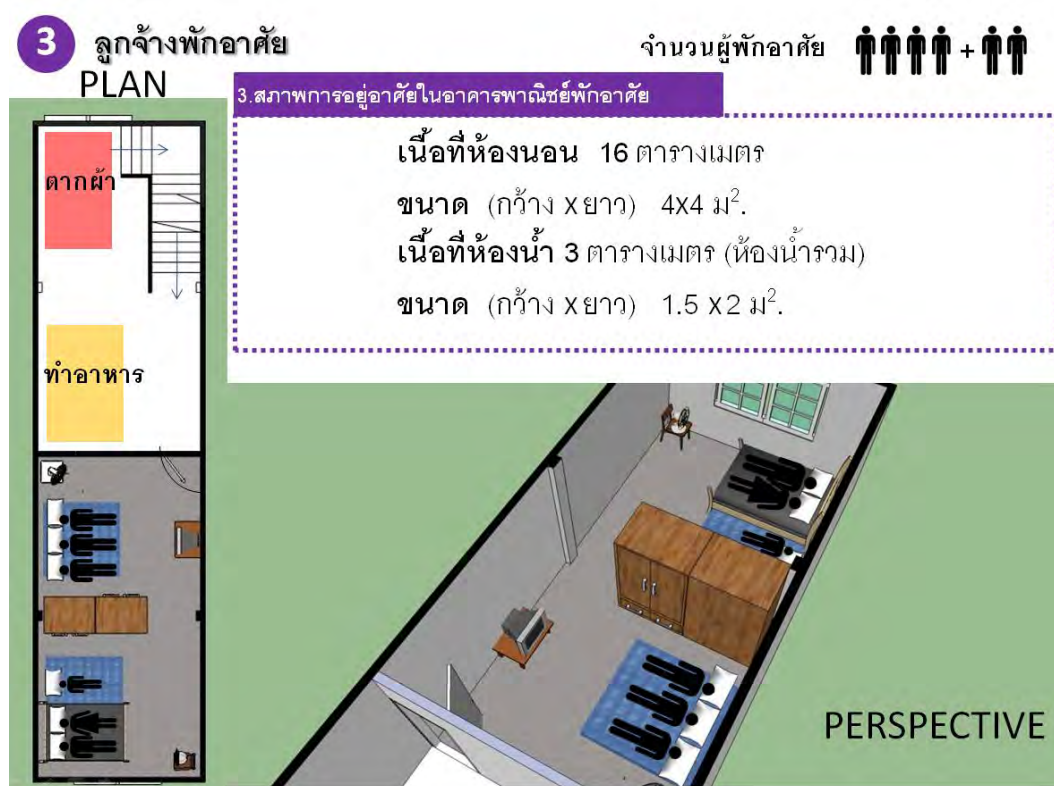 3 ลูกจ้างพักอาศัย
จำนวนผู้พักอาศัย +
PLAN
3.สภาพการอยู่อาศัยในอาคารพาณิชย์พักอาศัย
เนื้อที่ห้องนอน 16 ตารางเมตร
ขนาด (กว้าง x ยาว) 4x4 ม².
เนื้อที่ห้องน้ำ 3 ตารางเมตร (ห้องน้ำรวม)
ขนาด (กว้าง x ยาว) 1.5 x 2 ม².
ตากผ้า
ทำอาหาร
PERSPECTIVE